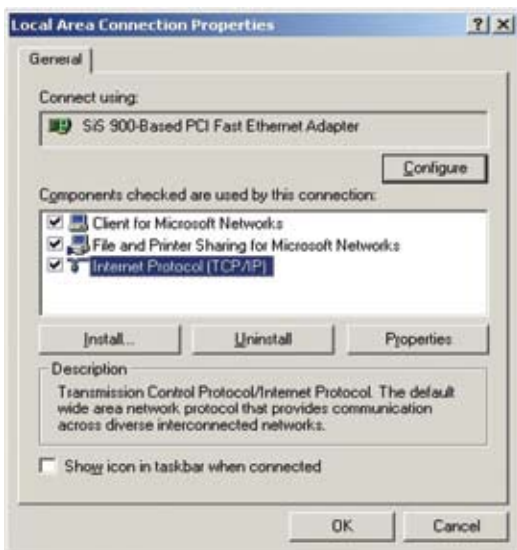 Local Area Connection Properties
General
Connect using:
SiS 900-Based PCI Fast Ethernet Adapter
Configure
Components checked are used by this connection:
Client for Microsoft Networks
File and Printer Sharing for Microsoft Networks
Internet Protocol (TCP/IP)
Install... Uninstall Properties
Description
Transmission Control Protocol/Internet Protocol. The default
wide area network protocol that provides communication
across diverse interconnected networks.
Show icon in taskbar when connected
OK Cancel